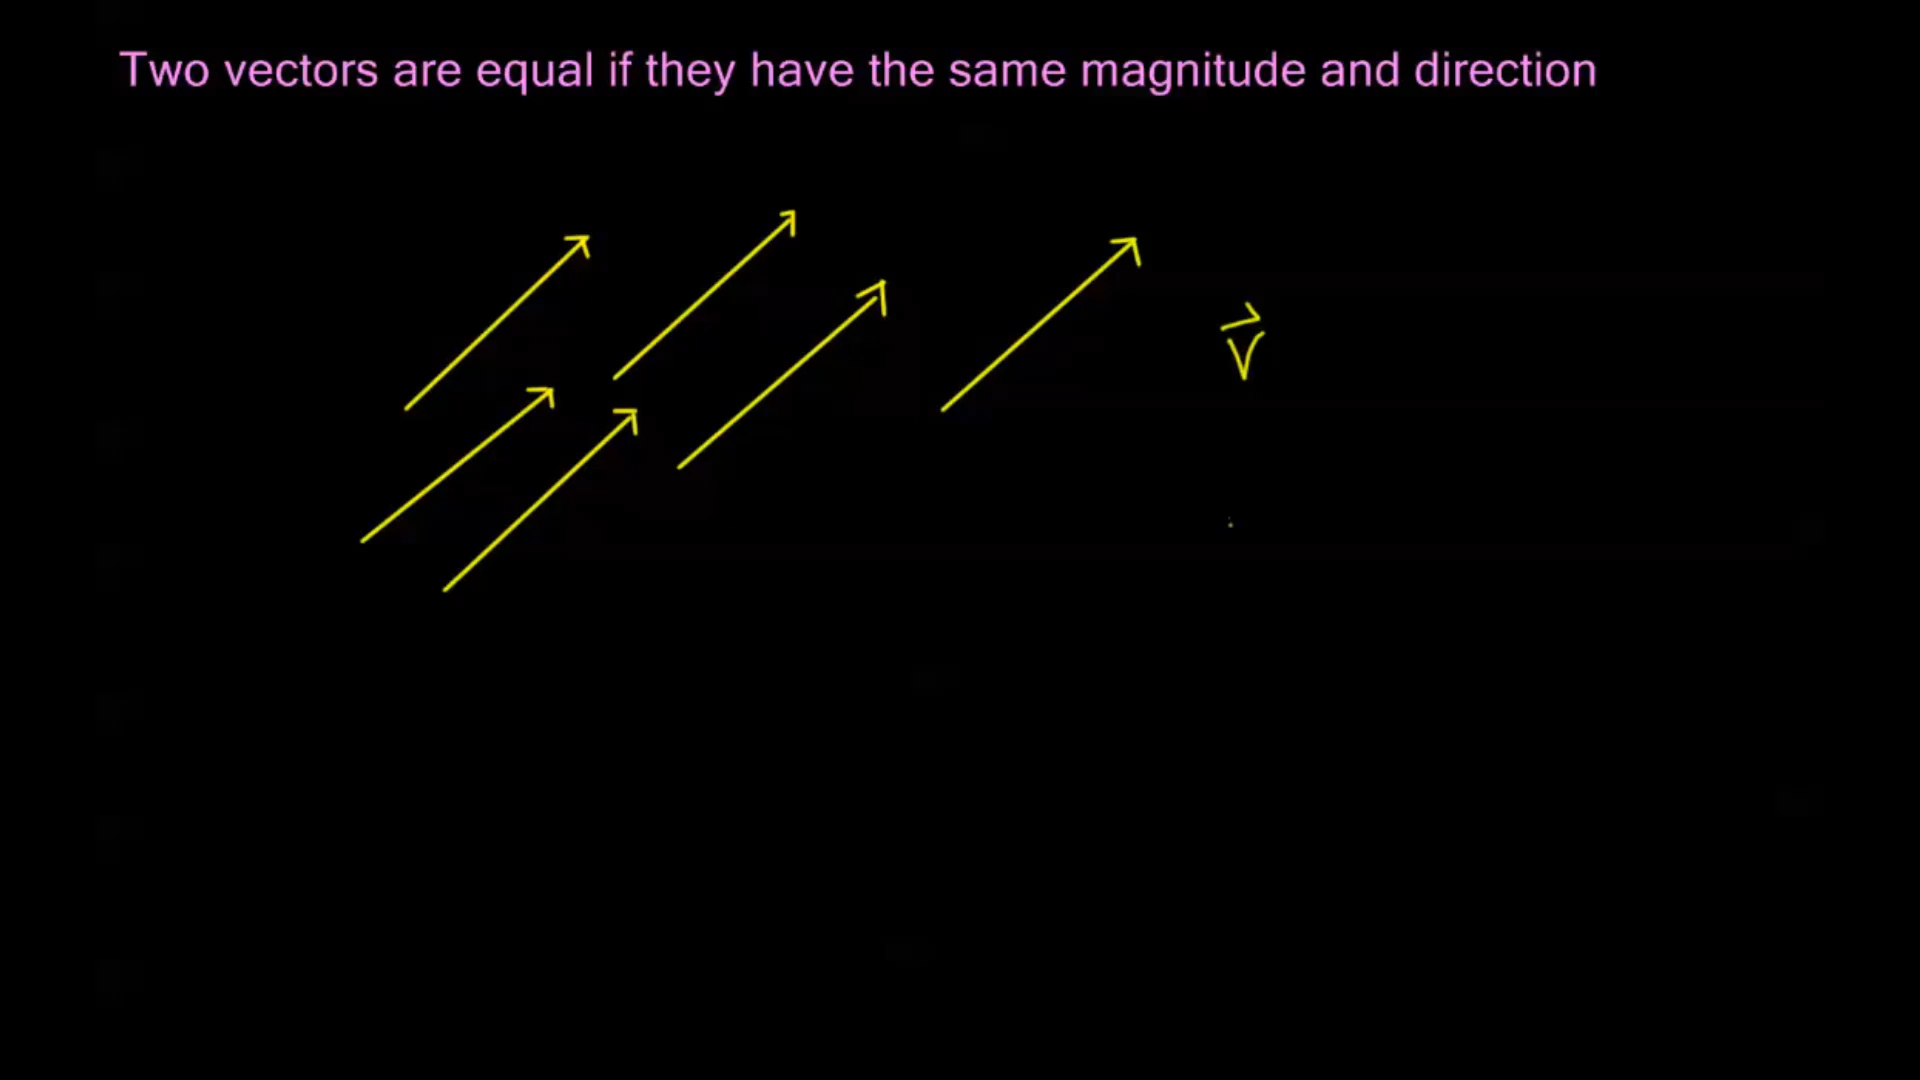 Two vectors are equal if they have the same magnitude and direction
v⃗